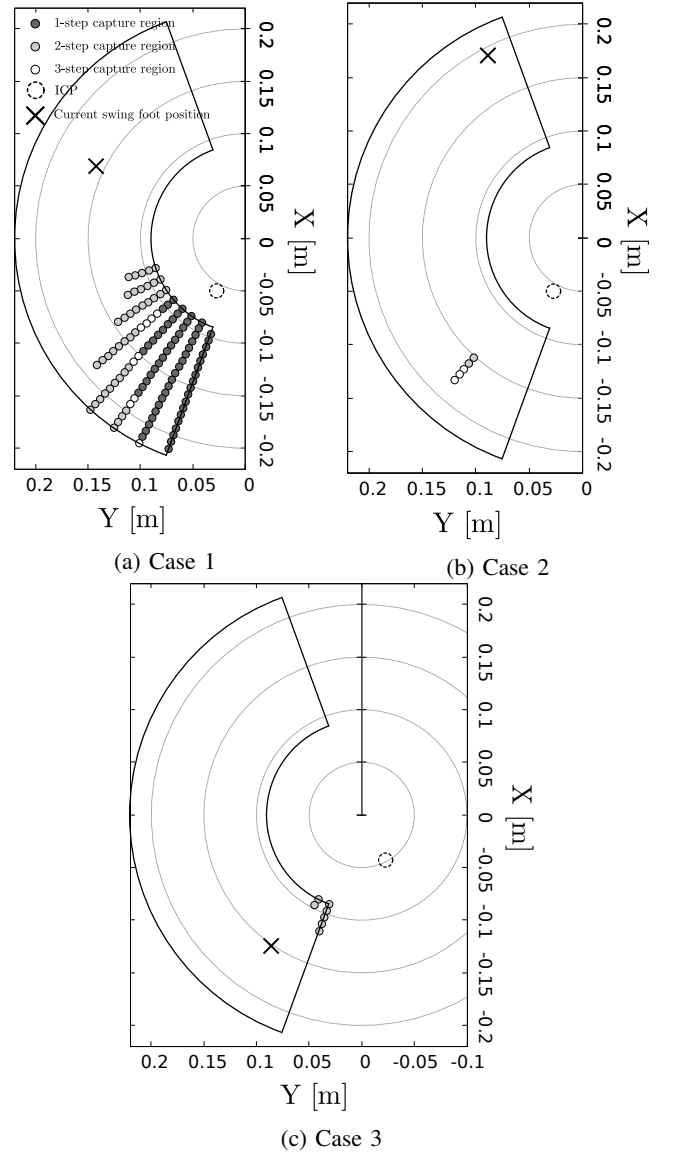 1-step capture region
2-step capture region
3-step capture region
ICP
Current swing foot position
0.2
0.15
0.1
0.05
0
-0.05
-0.1
-0.15
-0.2
X [m]
0.2 0.15 0.1 0.05 0
Y [m]
(a) Case 1
0.2
0.15
0.1
0.05
0
-0.05
-0.1
-0.15
-0.2
X [m]
0.2 0.15 0.1 0.05 0
Y [m]
(b) Case 2
0.2
0.15
0.1
0.05
0
-0.05
-0.1
-0.15
-0.2
X [m]
0.2 0.15 0.1 0.05 0 -0.05 -0.1
Y [m]
(c) Case 3